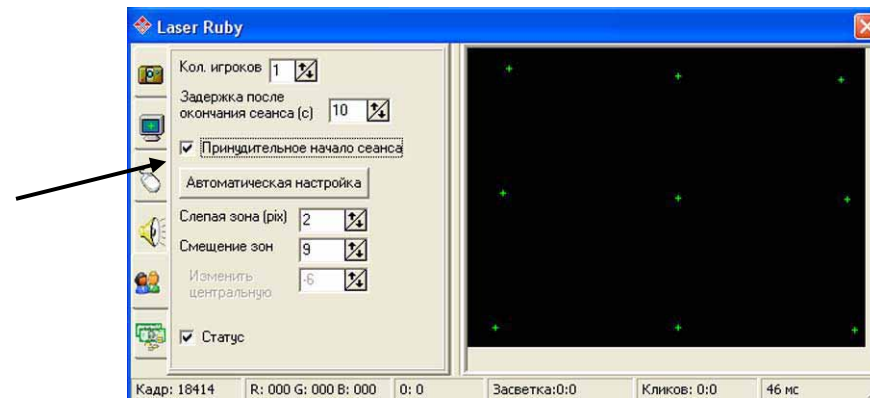 Laser Ruby
Кол. игроков 1
Задержка после
окончания сеанса (с) 10
Принудительное начало сеанса
Автоматическая настройка
Слепая зона (pix) 2
Смещение зон 9
Изменить -6
центральную
Статус
Кадр: 18414 R: 000 G: 000 B: 000 0: 0 Засветка:0:0 Кликов: 0:0 46 мс